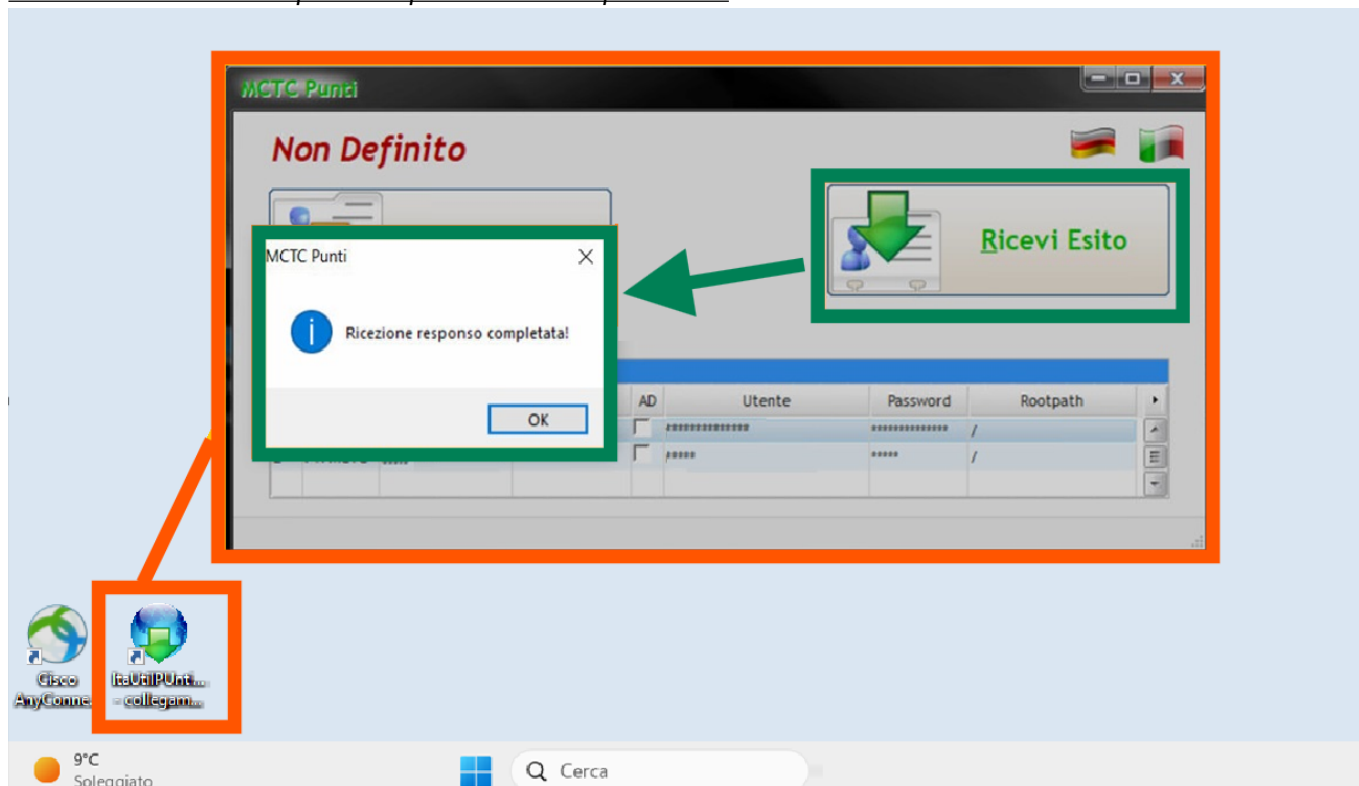 MCTC Punti
Non Definito
Ricevi Esito
MCTC Punti
Ricezione responso completata!
OK
AD Utente Password Rootpath
************** ************** /
***** ***** /
Cisco
AnyConne...
ItaUtilPUnti...
- collegam...
9°C
Soleggiato
Cerca